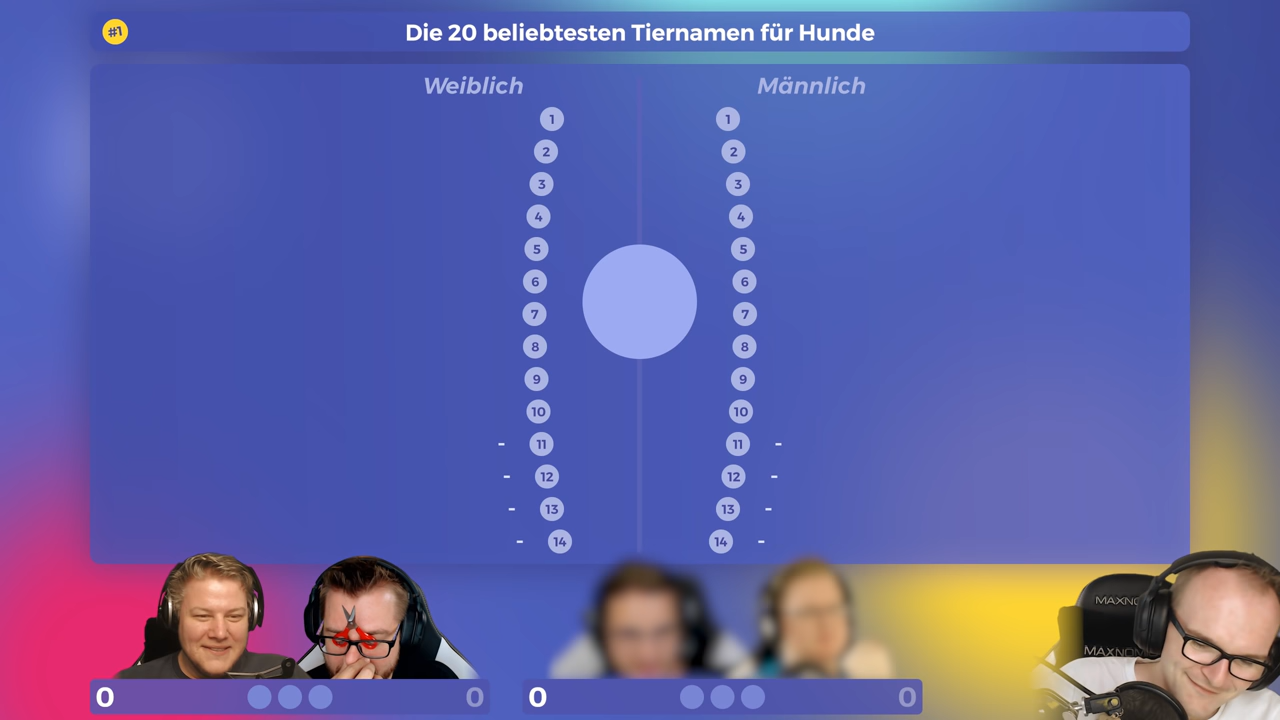 #1
Die 20 beliebtesten Tiernamen für Hunde
Weiblich Männlich
1 1
2 2
3 3
4 4
5 5
6 6
7 7
8 8
9 9
10 10
- 11 11 -
- 12 12 -
- 13 13 -
- 14 14 -
MAXNO
MAXNOM
0 0 0 0